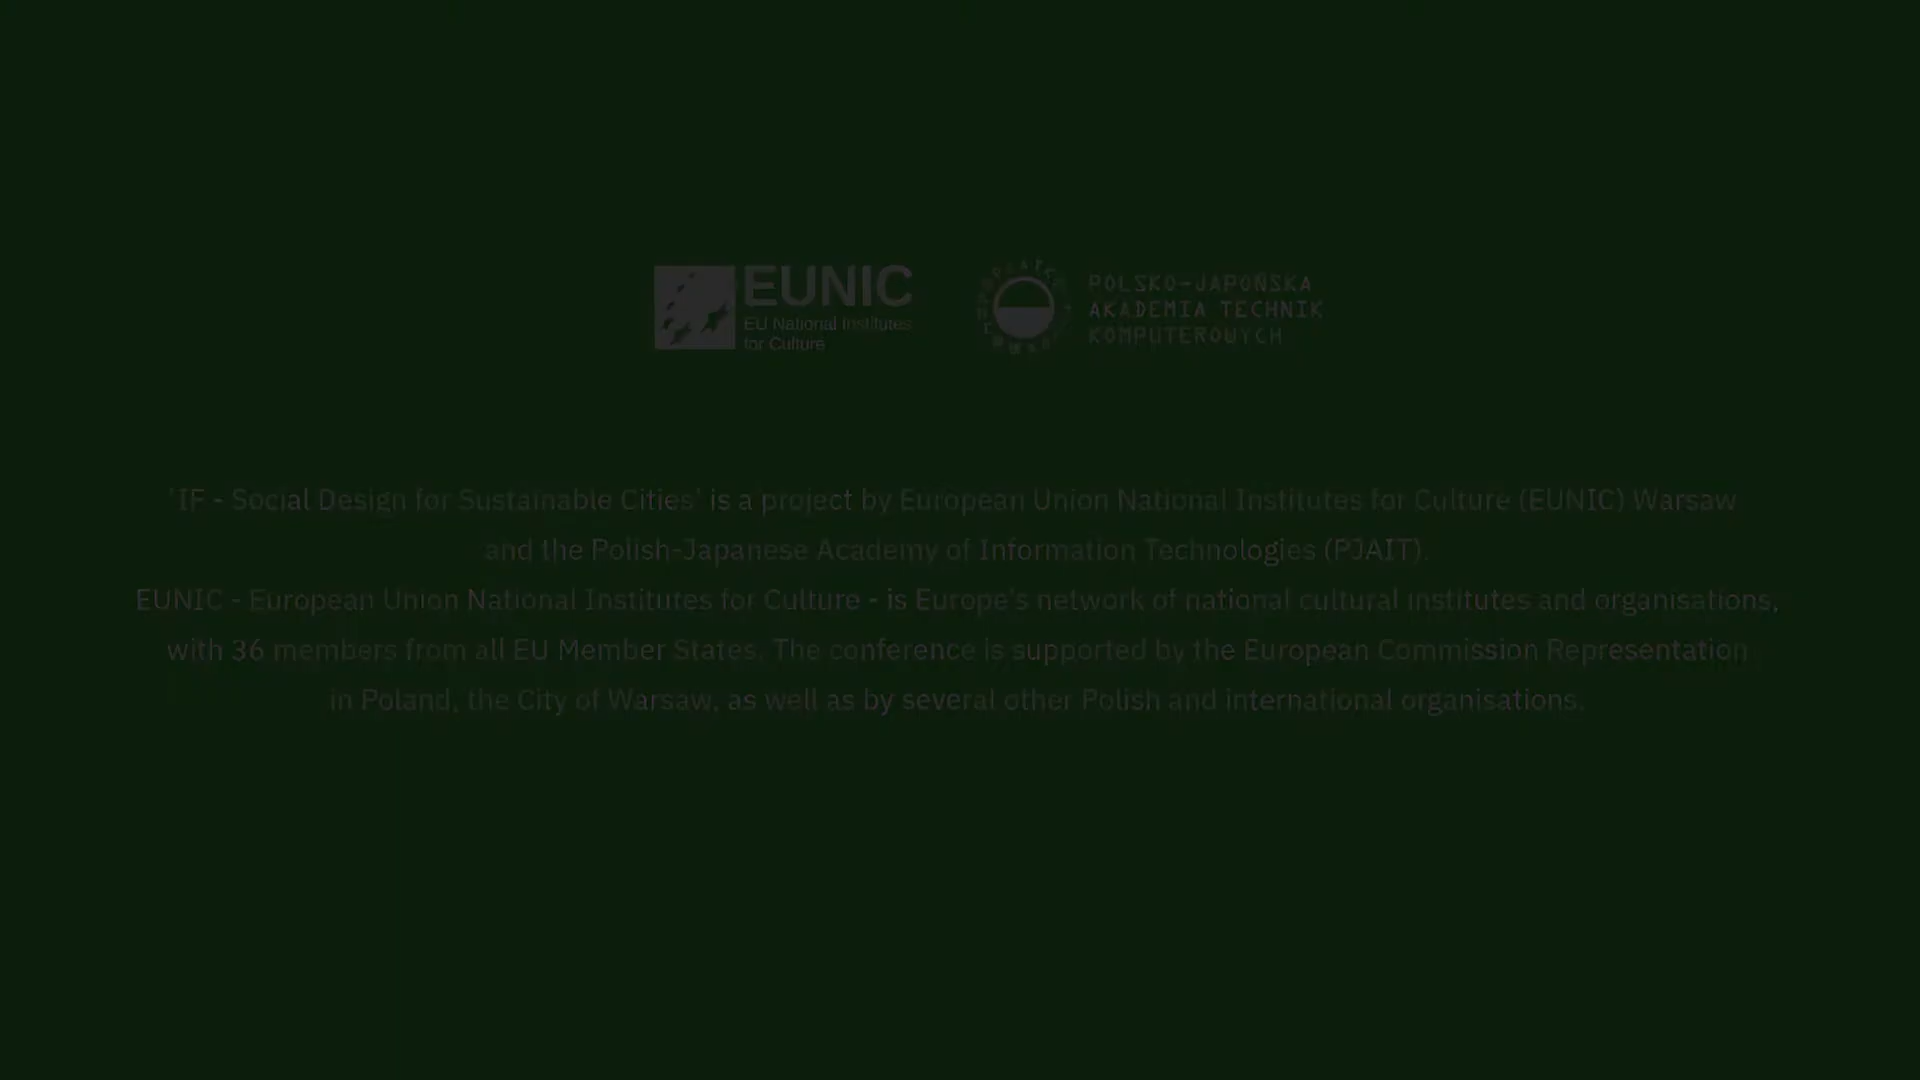 EUNIC
EU National Institutes
for Culture
POLSKO-JAPOŃSKA
AKADEMIA TECHNIK
KOMPUTEROWYCH
'IF - Social Design for Sustainable Cities' is a project by European Union National Institutes for Culture (EUNIC) Warsaw
and the Polish-Japanese Academy of Information Technologies (PJAIT).
EUNIC - European Union National Institutes for Culture - is Europe's network of national cultural institutes and organisations,
with 36 members from all EU Member States. The conference is supported by the European Commission Representation
in Poland, the City of Warsaw, as well as by several other Polish and international organisations.